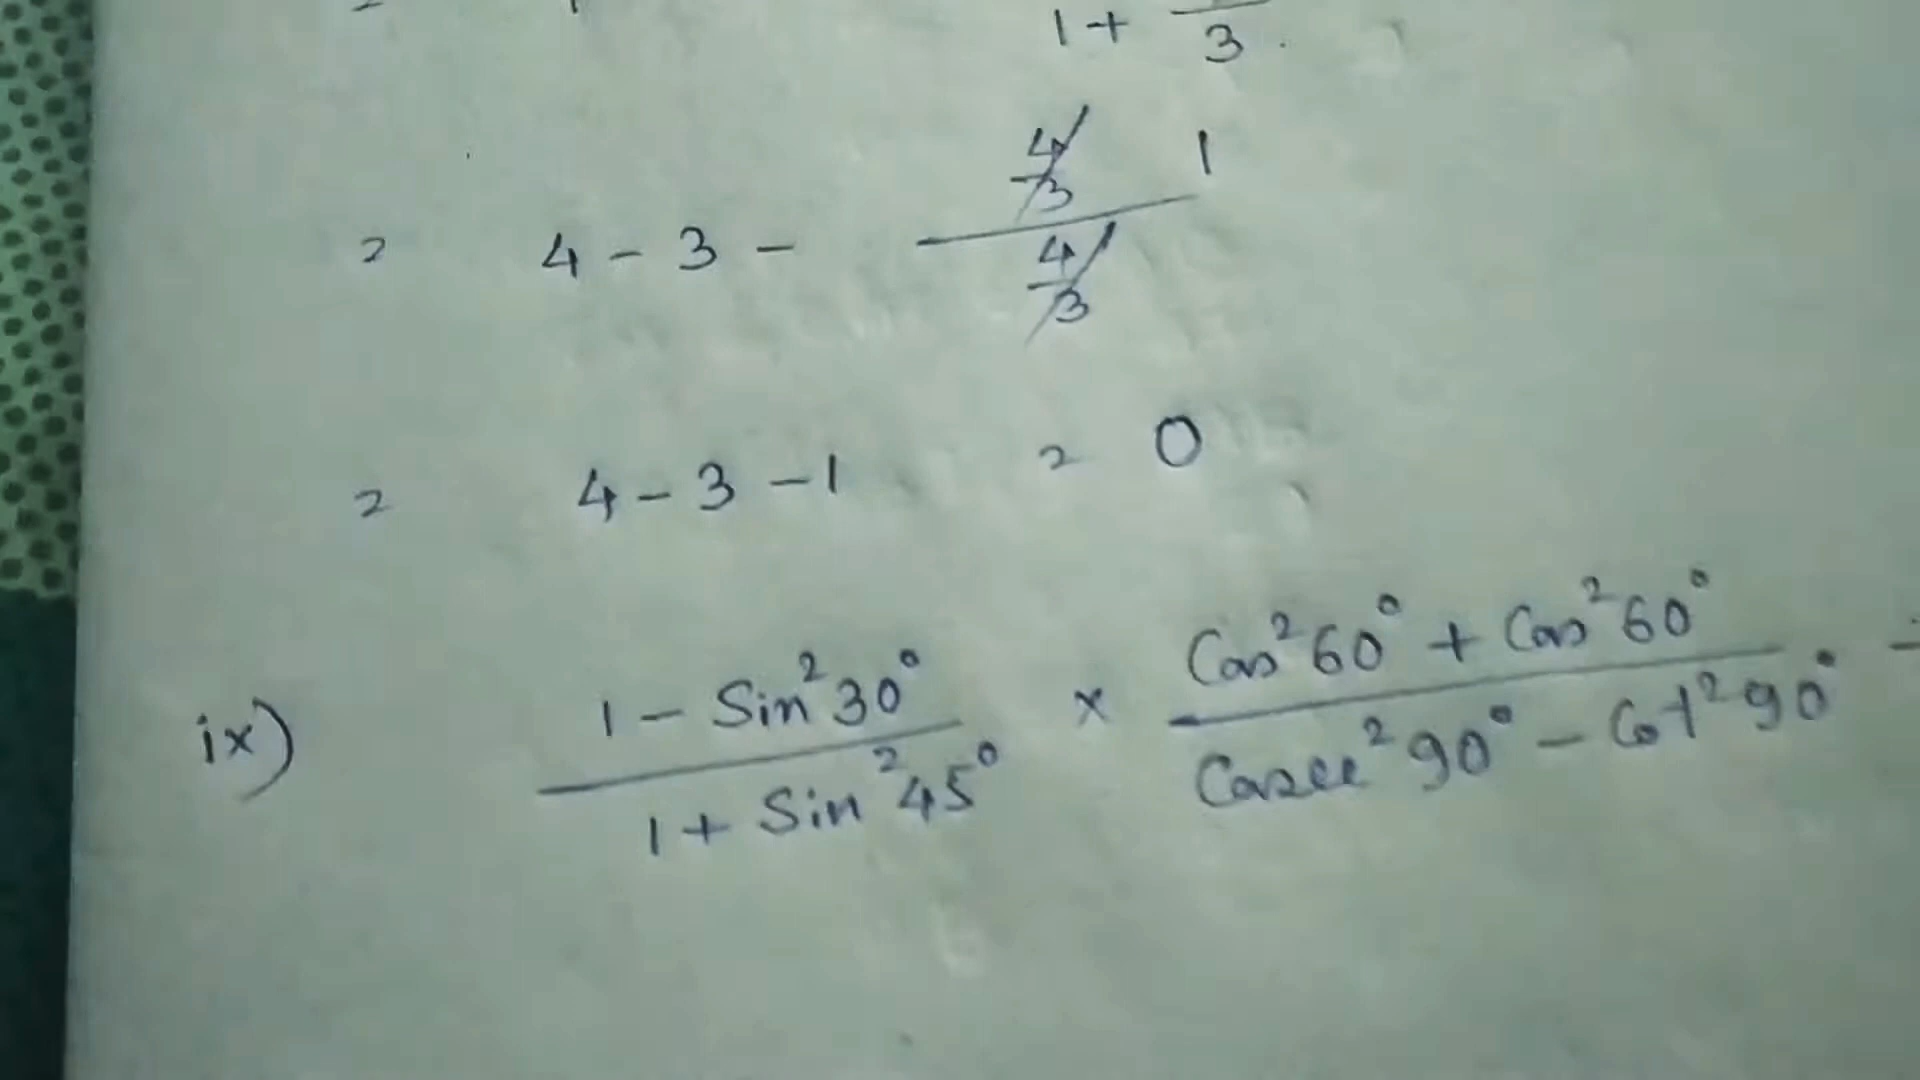 1 + 3
= 4 - 3 - 4/3 / 4/3 1
= 4 - 3 - 1 = 0
ix) 1 - Sin²30° / 1 + Sin²45° × Cos²60° + Cos²60° / Cosec²90° - Cot²90° ÷